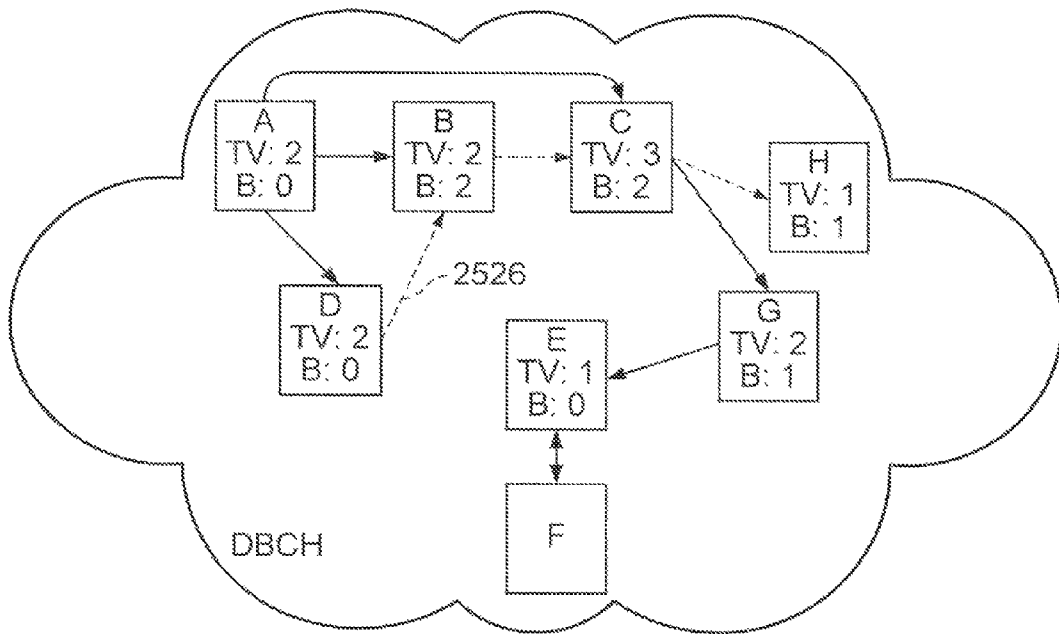 A
TV: 2
B: 0
B
TV: 2
B: 2
C
TV: 3
B: 2
H
TV: 1
B: 1
D
TV: 2
B: 0
2526
E
TV: 1
B: 0
G
TV: 2
B: 1
F
DBCH